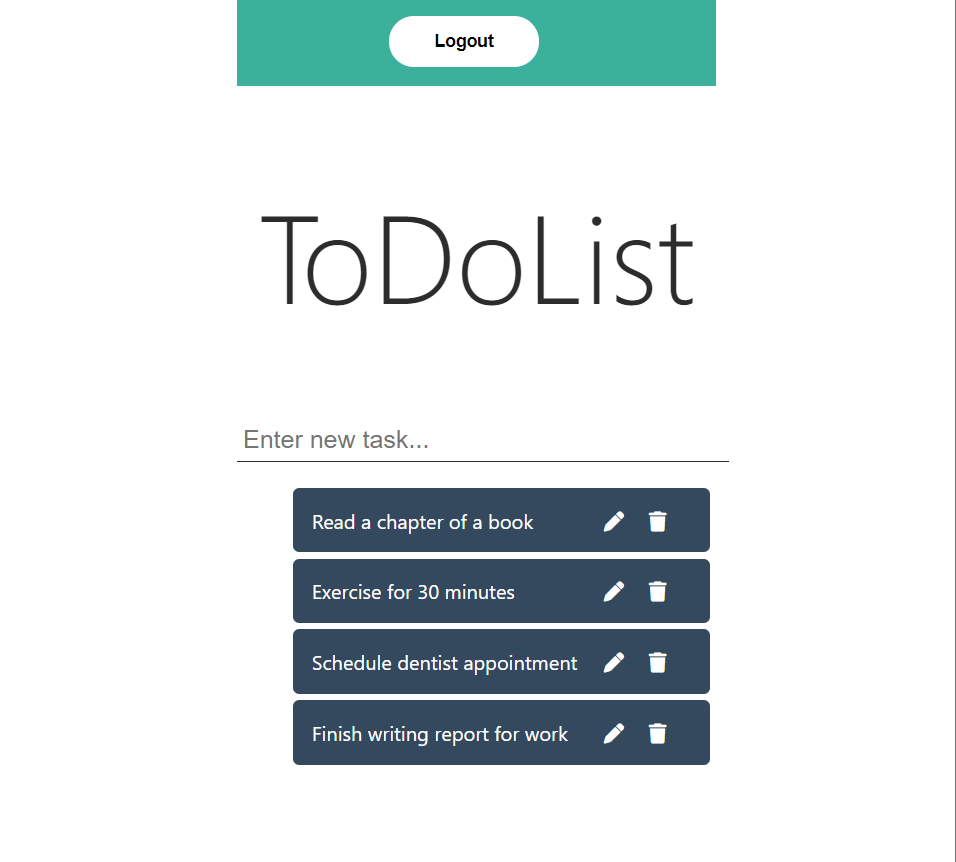 Logout
ToDoList
Enter new task...
Read a chapter of a book
Exercise for 30 minutes
Schedule dentist appointment
Finish writing report for work